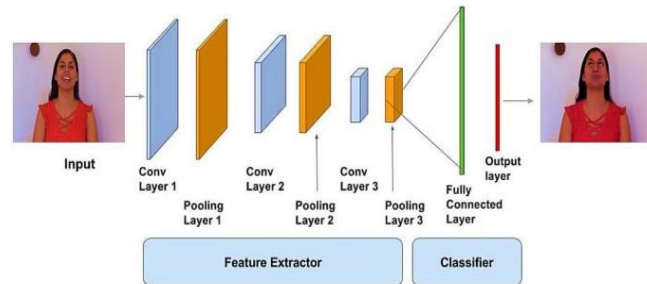 Input
Conv
Layer 1
Pooling
Layer 1
Conv
Layer 2
Pooling
Layer 2
Conv
Layer 3
Pooling
Layer 3
Fully
Connected
Layer
Output
layer
Feature Extractor
Classifier